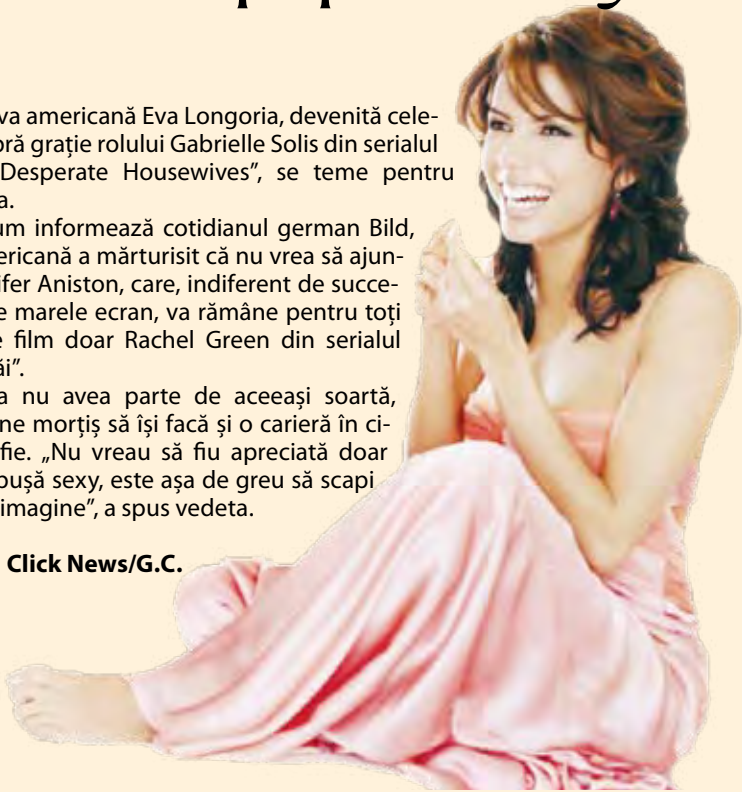 va americană Eva Longoria, devenită cele-
ră grație rolului Gabrielle Solis din serialul
Desperate Housewives”, se teme pentru
a.
um informează cotidianul german Bild,
ericană a mărturisit că nu vrea să ajun-
ifer Aniston, care, indiferent de succe-
e marele ecran, va rămâne pentru toți
e film doar Rachel Green din serialul
ăi”.
a nu avea parte de aceeași soartă,
ne morțiș să își facă și o carieră în ci-
fie. „Nu vreau să fiu apreciată doar
pușă sexy, este așa de greu să scapi
imagine”, a spus vedeta.
Click News/G.C.